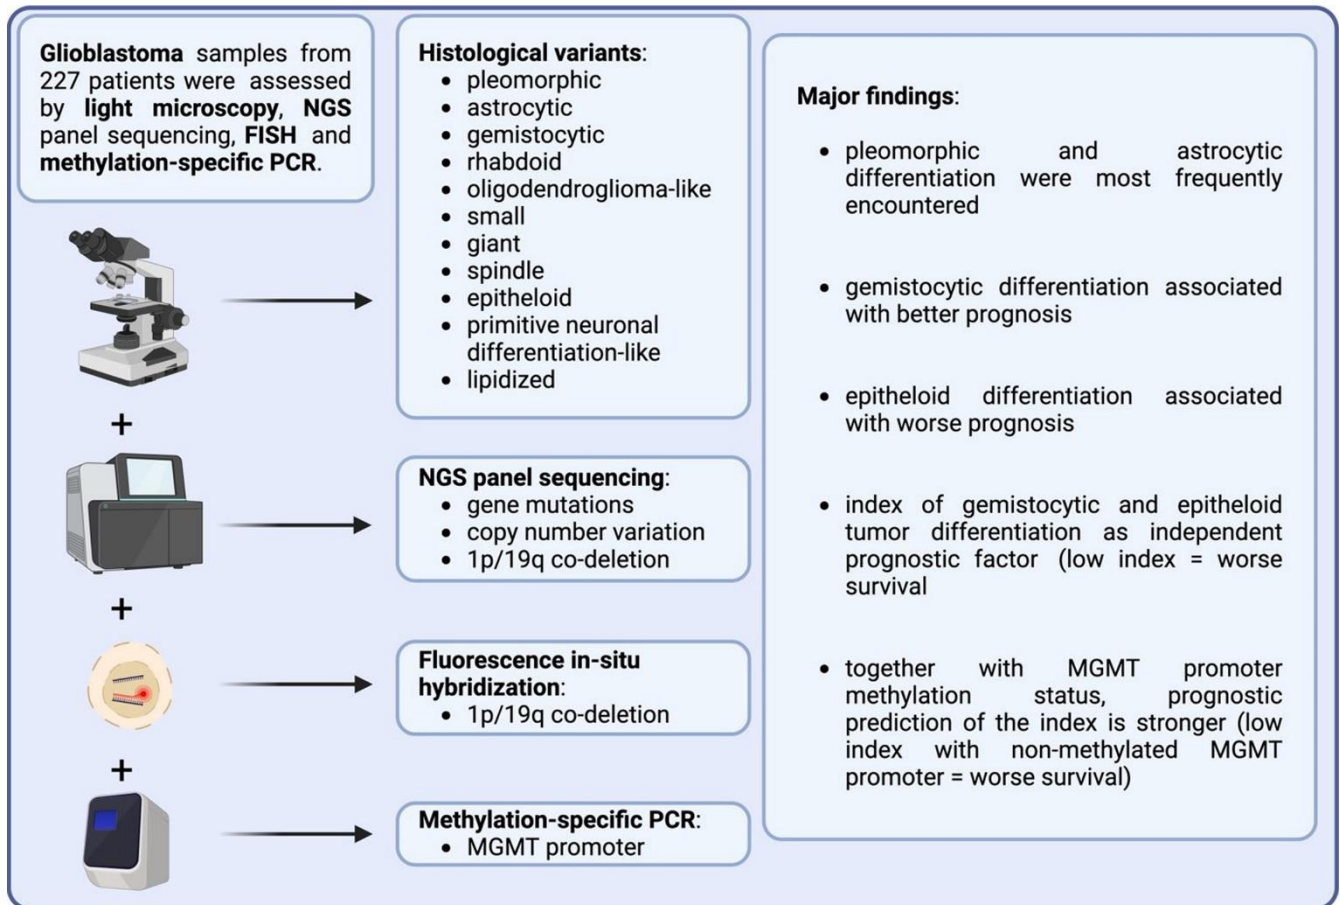 Glioblastoma samples from
227 patients were assessed
by light microscopy, NGS
panel sequencing, FISH and
methylation-specific PCR.
+
+
+
Histological variants:
• pleomorphic
• astrocytic
• gemistocytic
• rhabdoid
• oligodendroglioma-like
• small
• giant
• spindle
• epitheloid
• primitive neuronal
differentiation-like
• lipidized
NGS panel sequencing:
• gene mutations
• copy number variation
• 1p/19q co-deletion
Fluorescence in-situ
hybridization:
• 1p/19q co-deletion
Methylation-specific PCR:
• MGMT promoter
Major findings:
• pleomorphic and astrocytic
differentiation were most frequently
encountered
• gemistocytic differentiation associated
with better prognosis
• epitheloid differentiation associated
with worse prognosis
• index of gemistocytic and epitheloid
tumor differentiation as independent
prognostic factor (low index = worse
survival
• together with MGMT promoter
methylation status, prognostic
prediction of the index is stronger (low
index with non-methylated MGMT
promoter = worse survival)